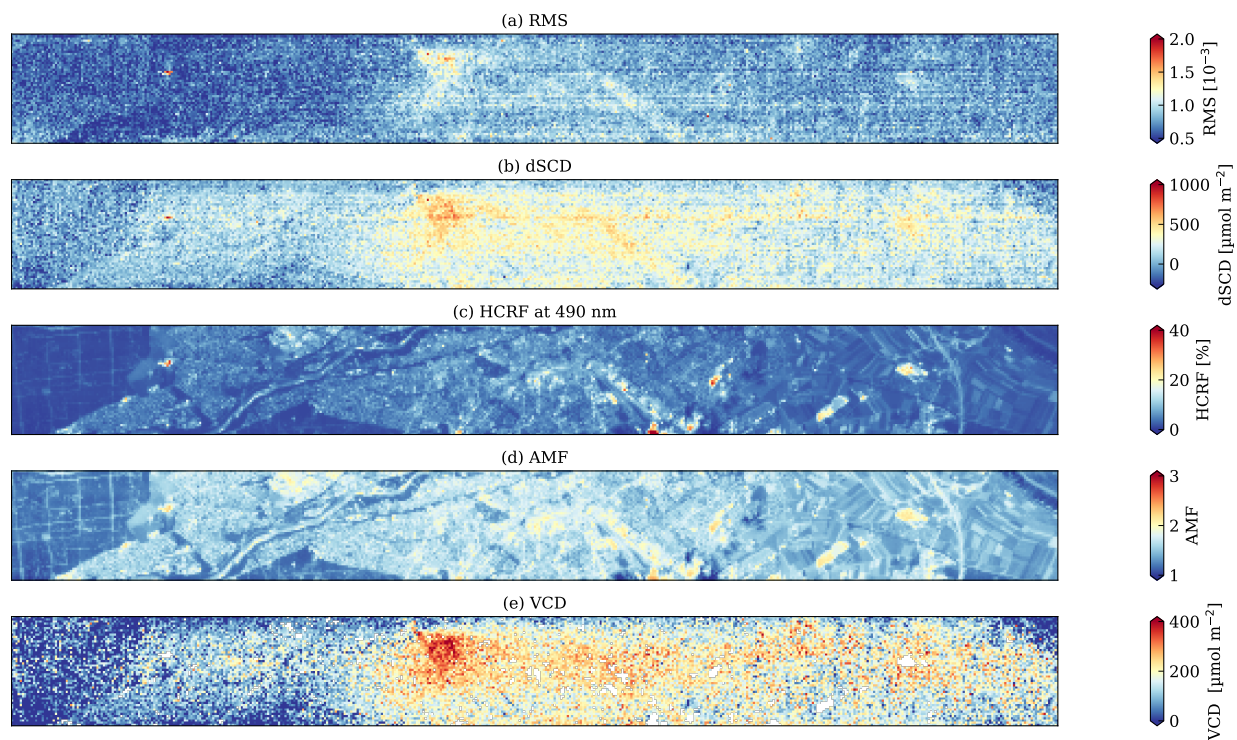 (a) RMS
2.0
1.5
1.0
0.5
RMS [10⁻³]
(b) dSCD
1000
500
0
dSCD [µmol m⁻²]
(c) HCRF at 490 nm
40
20
0
HCRF [%]
(d) AMF
3
2
1
AMF
(e) VCD
400
200
0
VCD [µmol m⁻²]